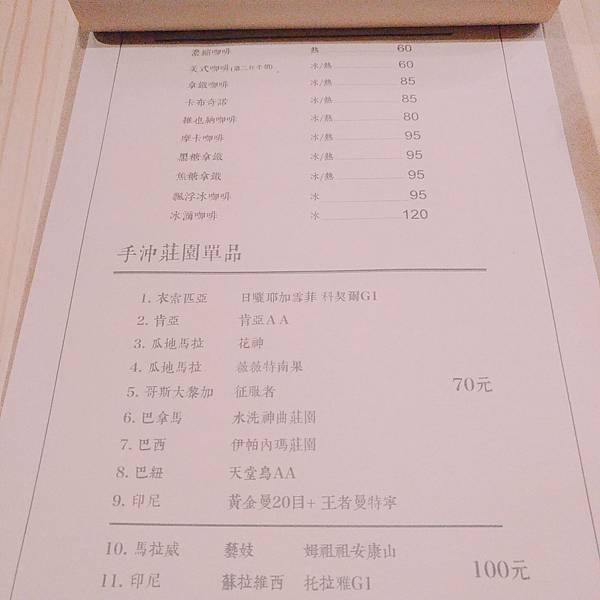 濃縮咖啡 熱 60
美式咖啡(第二杯半價) 冰/熱 60
拿鐵咖啡 冰/熱 85
卡布奇諾 冰/熱 85
維也納咖啡 冰/熱 80
摩卡咖啡 冰/熱 95
黑糖拿鐵 冰/熱 95
焦糖拿鐵 冰/熱 95
飄浮冰咖啡 冰 95
冰滴咖啡 冰 120
手沖莊園單品
1. 衣索匹亞 日曬耶加雪菲 科契爾G1
2. 肯亞 肯亞AA
3. 瓜地馬拉 花神
4. 瓜地馬拉 薇薇特南果
5. 哥斯大黎加 征服者
70元
6. 巴拿馬 水洗神曲莊園
7. 巴西 伊帕內瑪莊園
8. 巴紐 天堂鳥AA
9. 印尼 黃金曼20目+ 王者曼特寧
10. 馬拉威 藝妓 姆祖祖安康山
100元
11. 印尼 蘇拉維西 托拉雅G1